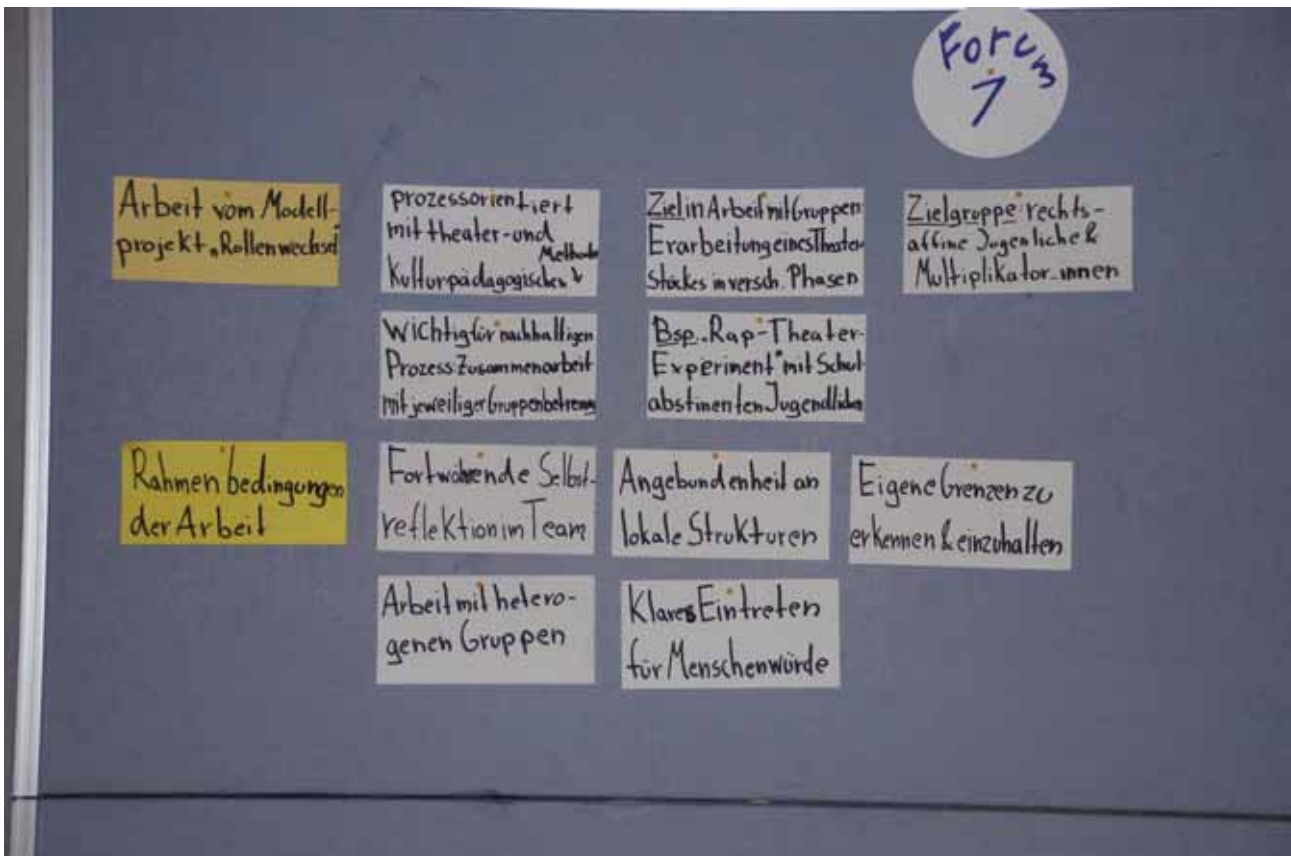 Forum
7
Arbeit vom Modell-
projekt „Rollenwechsel"
prozessorientiert
mit theater-und
Methoden
Kulturpädagogischen
Ziel in Arbeit mit Gruppen
Erarbeitung eines Theater-
Stückes in versch. Phasen
Zielgruppe rechts-
affine Jugenliche &
Multiplikator_innen
Wichtig für nachhaltigen
Prozess: Zusammenarbeit
mit jeweiliger Gruppenbetreuung
Bsp. „Rap-Theater-
Experiment" mit Schul-
abstinenten Jugendlichen
Rahmenbedingungen
der Arbeit
Fortwährende Selbst-
reflektion im Team
Angebundenheit an
lokale Strukturen
Eigene Grenzen zu
erkennen & einzuhalten
Arbeit mit hetero-
genen Gruppen
Klares Eintreten
für Menschenwürde